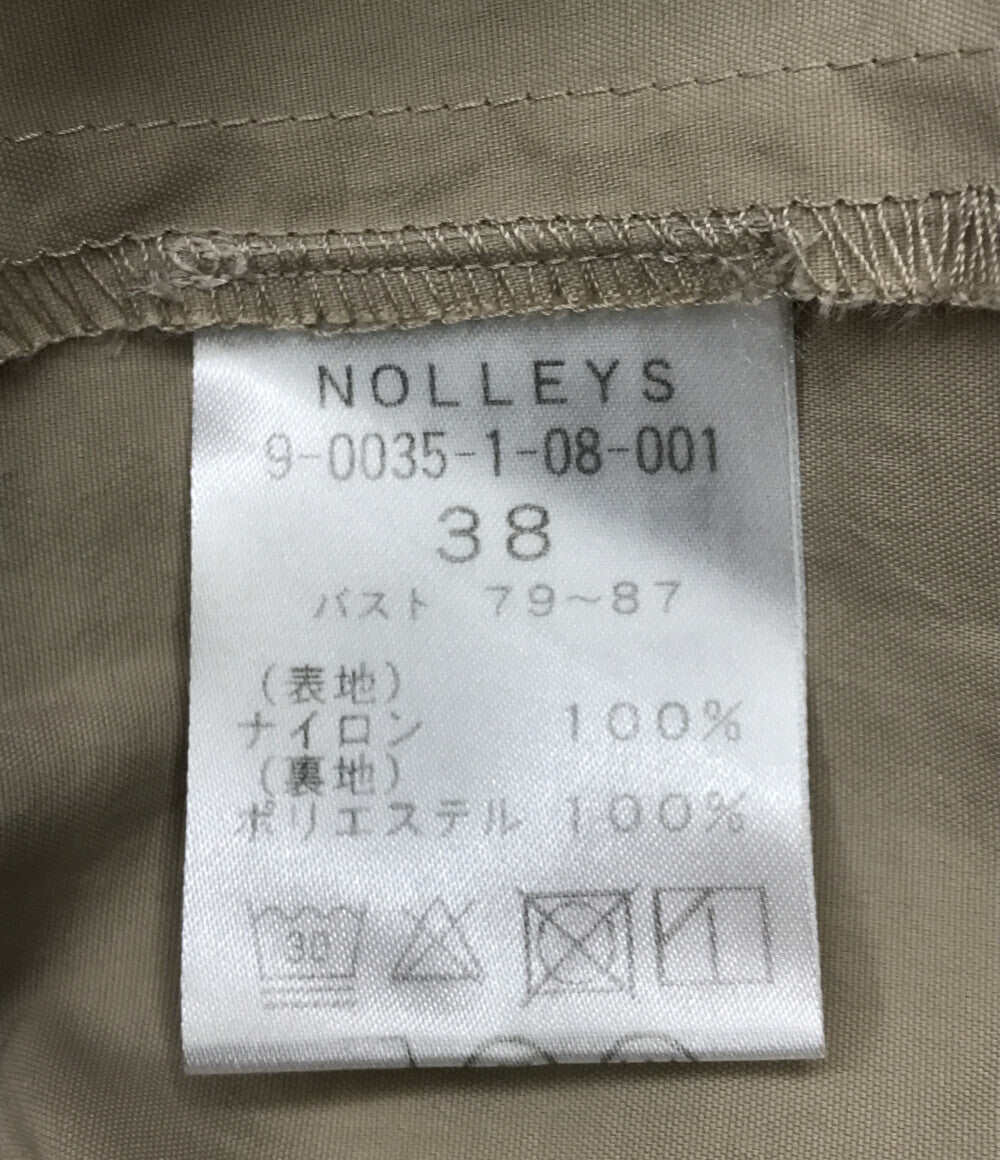 NOLLEYS
9-0035-1-08-001
38
バスト 79~87
(表地)
ナイロン 100%
(裏地)
ポリエステル 100%
30